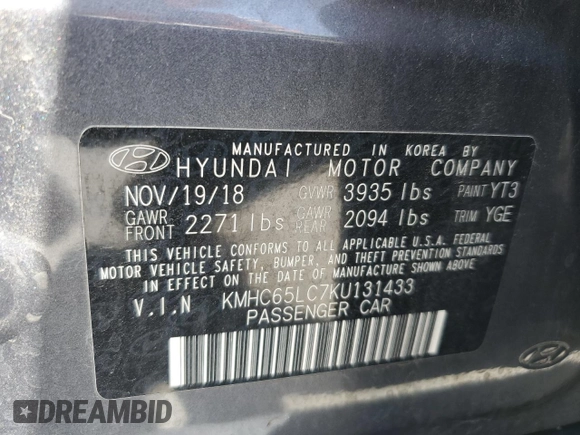 MANUFACTURED IN KOREA BY
HYUNDAI MOTOR COMPANY
NOV/19/18 GVWR 3935 lbs PAINT YT3
GAWR FRONT 2271 lbs GAWR REAR 2094 lbs TRIM YGE
THIS VEHICLE CONFORMS TO ALL APPLICABLE U.S.A. FEDERAL
MOTOR VEHICLE SAFETY, BUMPER, AND THEFT PREVENTION STANDARDS
IN EFFECT ON THE DATE OF MANUFACTURE SHOWN ABOVE.
V.I.N KMHC65LC7KU131433
PASSENGER CAR
DREAMBID